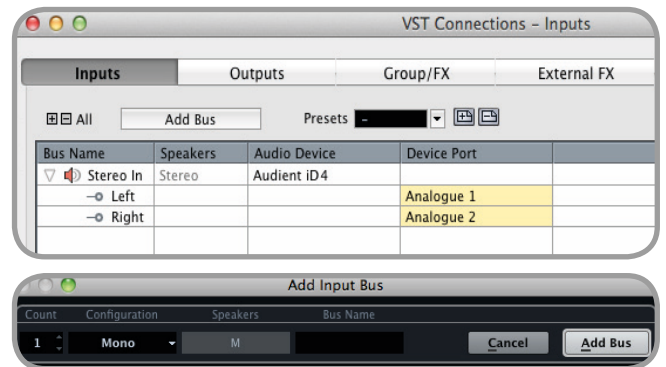 VST Connections – Inputs
Inputs Outputs Group/FX External FX
All Add Bus Presets -
Bus Name Speakers Audio Device Device Port
Stereo In Stereo Audient iD4
Left Analogue 1
Right Analogue 2
Add Input Bus
Count Configuration Speakers Bus Name
1 Mono M Cancel Add Bus